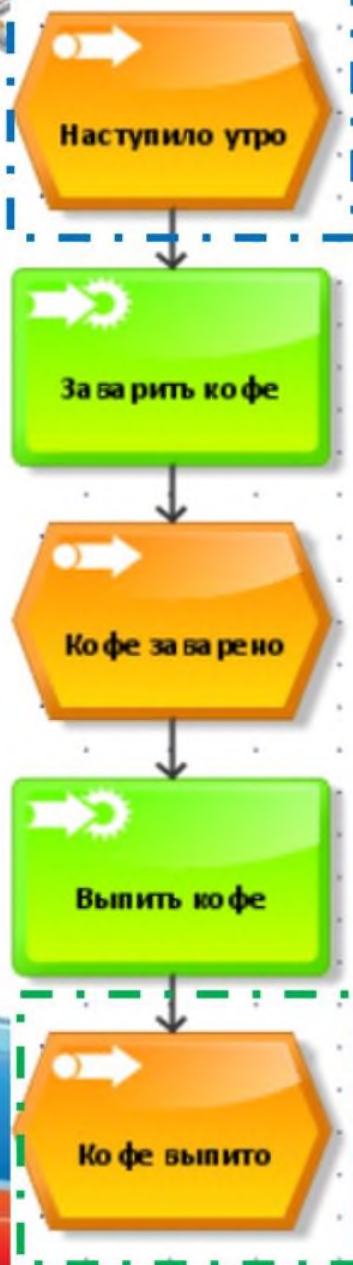 Наступило утро
Заварить кофе
Кофе заварено
Выпить кофе
Кофе выпито